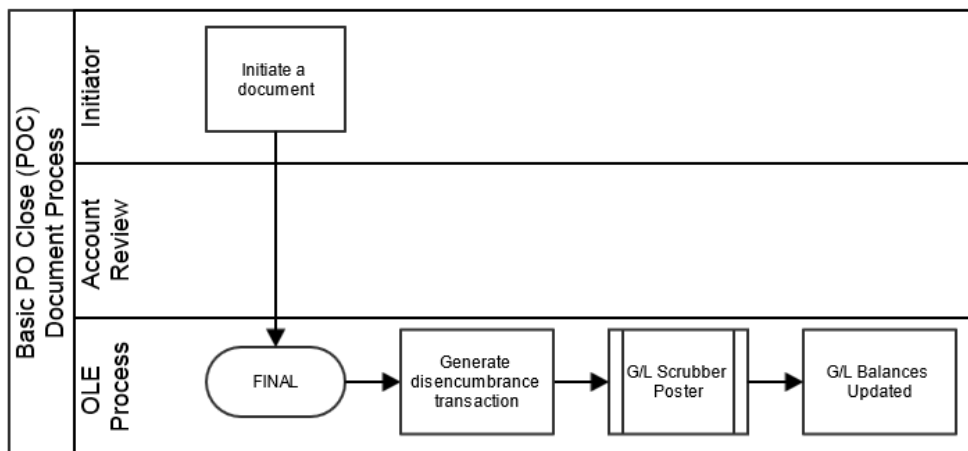 Basic PO Close (POC)
Document Process
Initiator
Initiate a
document
Account
Review
OLE
Process
FINAL
Generate
disencumbrance
transaction
G/L Scrubber
Poster
G/L Balances
Updated